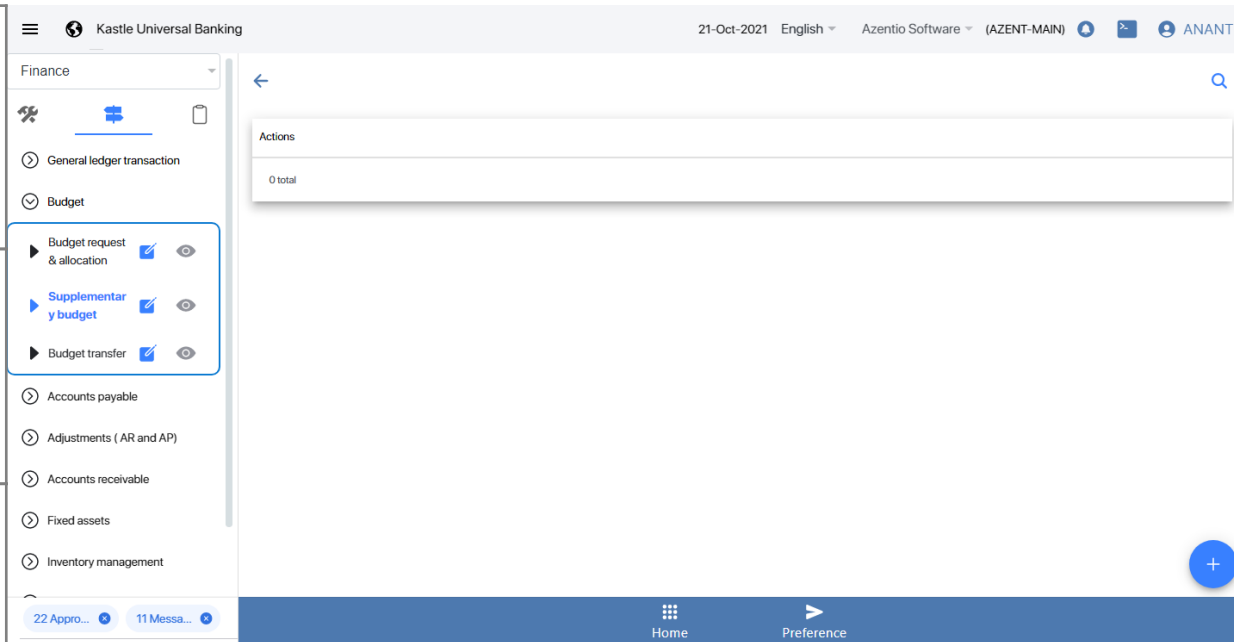 Kastle Universal Banking
21-Oct-2021 English Azentio Software (AZENT-MAIN) ANANT
Finance
General ledger transaction
Budget
Budget request
& allocation
Supplementar
y budget
Budget transfer
Accounts payable
Adjustments ( AR and AP)
Accounts receivable
Fixed assets
Inventory management
22 Appro...
11 Messa...
Actions
0 total
Home
Preference